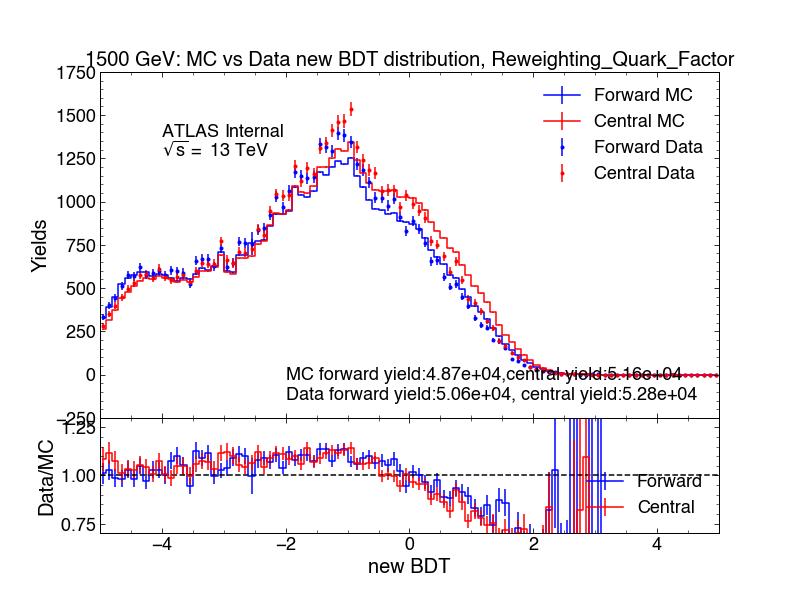 1500 GeV: MC vs Data new BDT distribution, Reweighting_Quark_Factor
1750
1500
1250
1000
750
500
250
0
−250
Yields
ATLAS Internal
√s = 13 TeV
Forward MC
Central MC
Forward Data
Central Data
MC forward yield:4.87e+04,central yield:5.16e+04
Data forward yield:5.06e+04, central yield:5.28e+04
1.25
1.00
0.75
Data/MC
Forward
Central
−4
−2
0
2
4
new BDT